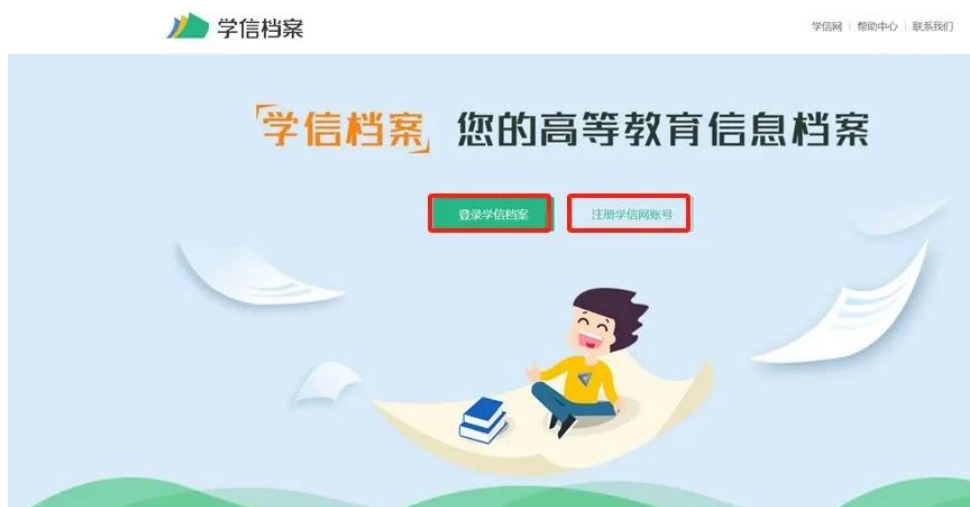 学信档案
学信网 | 帮助中心 | 联系我们
学信档案 您的高等教育信息档案
登录学信档案
注册学信网账号